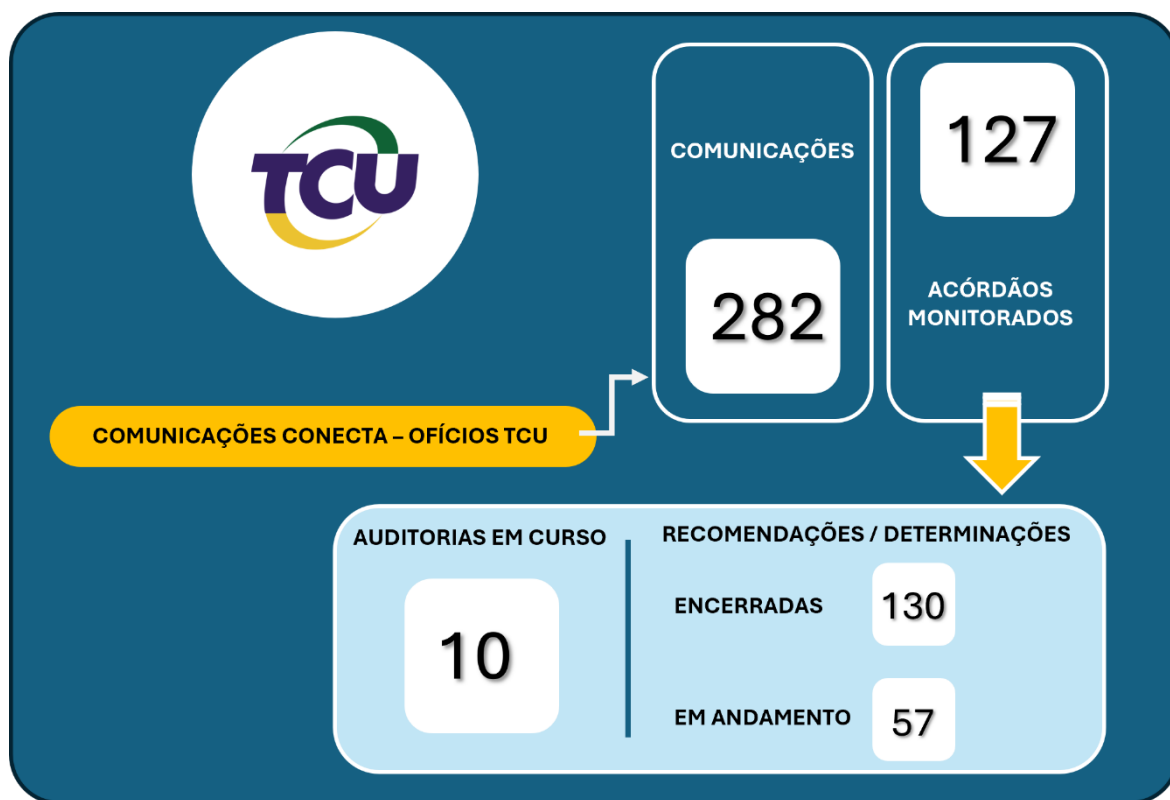 TCU
COMUNICAÇÕES
282
127
ACÓRDÃOS
MONITORADOS
COMUNICAÇÕES CONECTA – OFÍCIOS TCU
AUDITORIAS EM CURSO
10
RECOMENDAÇÕES / DETERMINAÇÕES
ENCERRADAS
130
EM ANDAMENTO
57